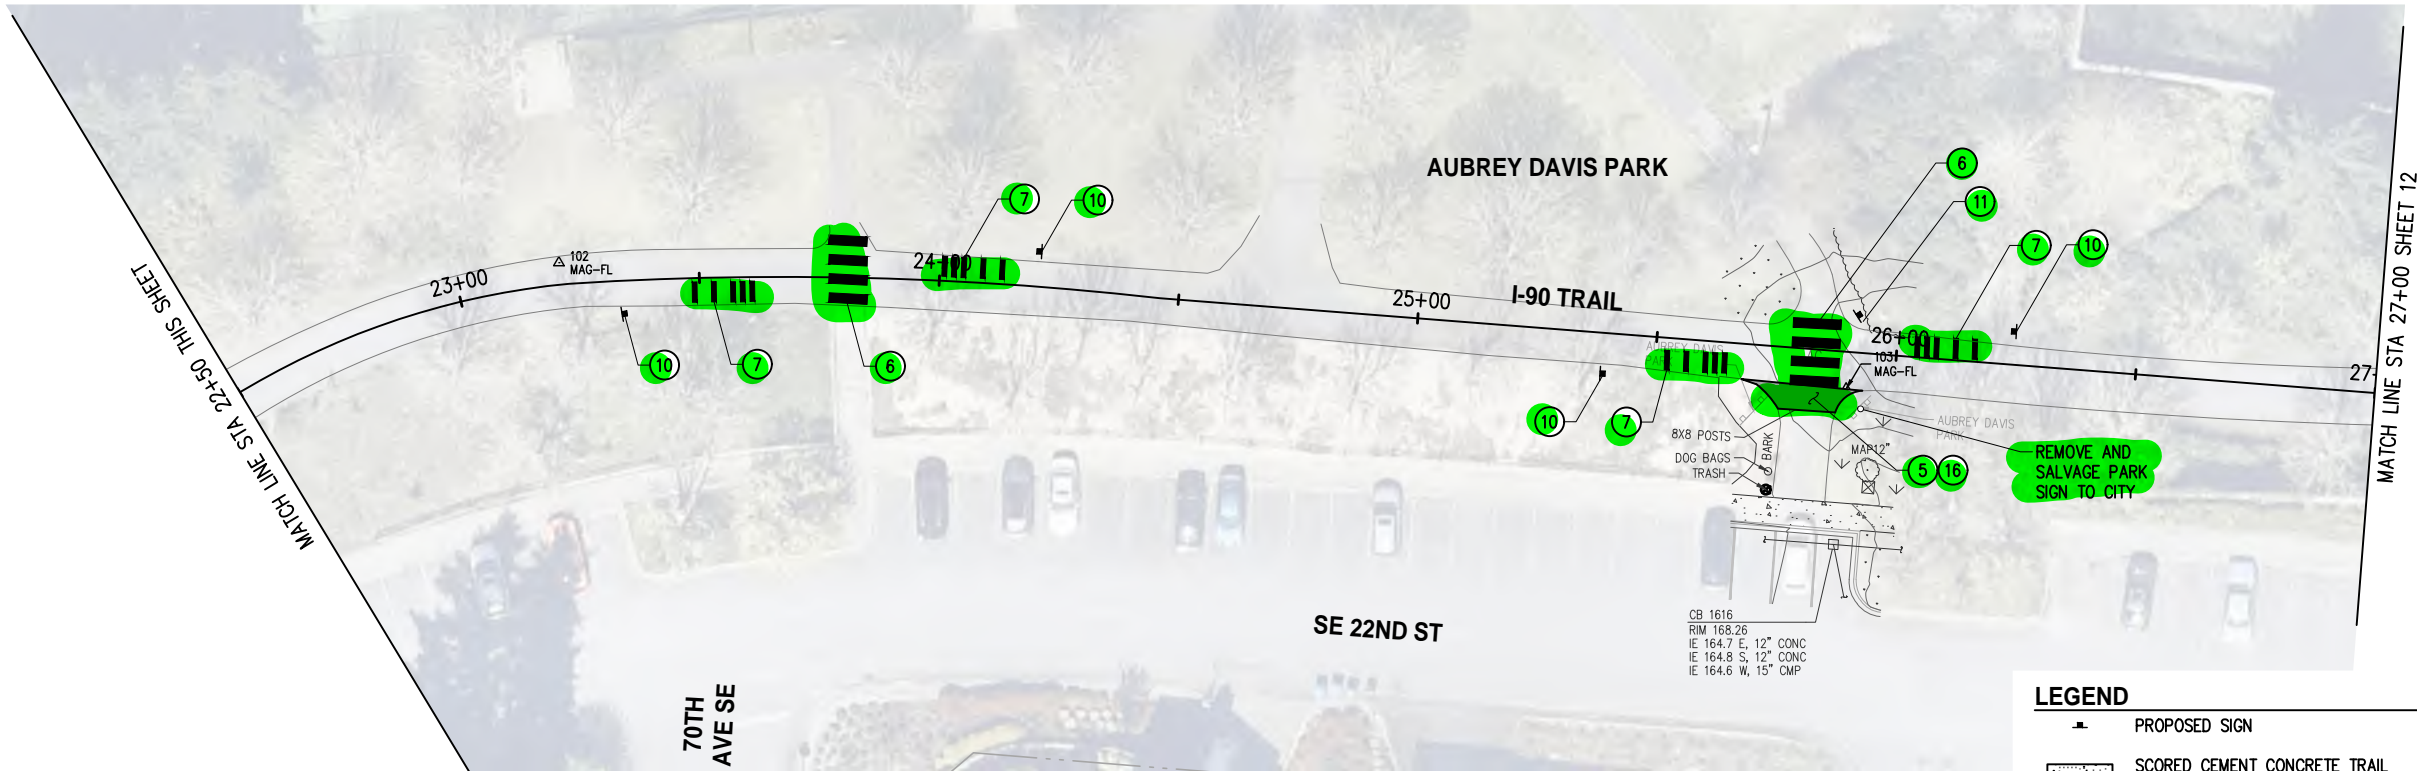 AUBREY DAVIS PARK
6
11
7
10
7
10
102
MAG-FL
23+00
24+00
25+00
I-90 TRAIL
26+00
27+
103
MAG-FL
AUBREY DAVIS
PARK
10
7
6
10
7
8X8 POSTS
DOG BAGS
TRASH
BARK
MAP12"
AUBREY DAVIS
PARK
5
16
REMOVE AND
SALVAGE PARK
SIGN TO CITY
MATCH LINE STA 22+50 THIS SHEET
MATCH LINE STA 27+00 SHEET 12
SE 22ND ST
70TH
AVE SE
CB 1616
RIM 168.26
IE 164.7 E, 12" CONC
IE 164.8 S, 12" CONC
IE 164.6 W, 15" CMP
LEGEND
PROPOSED SIGN
SCORED CEMENT CONCRETE TRAIL